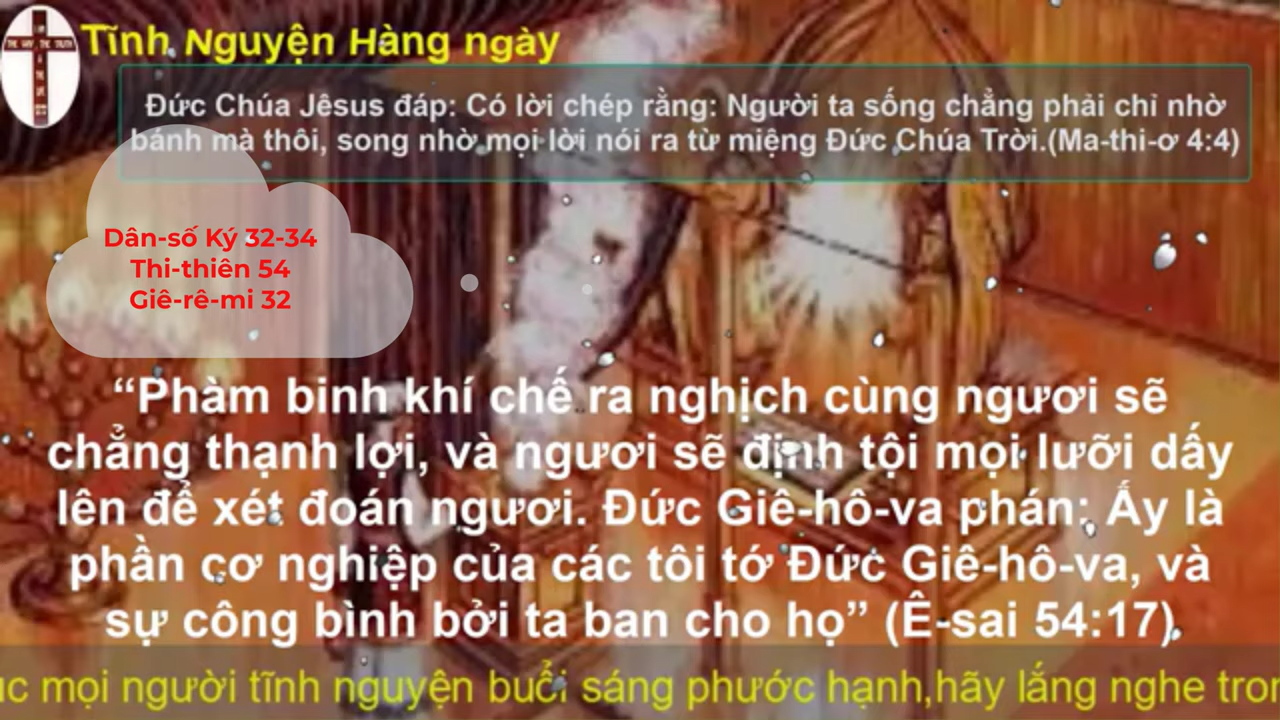 Tĩnh Nguyện Hàng ngày
THE WAY THE TRUTH
Đức Chúa Jêsus đáp: Có lời chép rằng: Người ta sống chẳng phải chỉ nhờ
bánh mà thôi, song nhờ mọi lời nói ra từ miệng Đức Chúa Trời.(Ma-thi-ơ 4:4)
Dân-số Ký 32-34
Thi-thiên 54
Giê-rê-mi 32
“Phàm binh khí chế ra nghịch cùng ngươi sẽ
chẳng thạnh lợi, và ngươi sẽ định tội mọi lưỡi dấy
lên để xét đoán ngươi. Đức Giê-hô-va phán: Ấy là
phần cơ nghiệp của các tôi tớ Đức Giê-hô-va, và
sự công bình bởi ta ban cho họ” (Ê-sai 54:17)
mọi người tĩnh nguyện buổi sáng phước hạnh,hãy lắng nghe